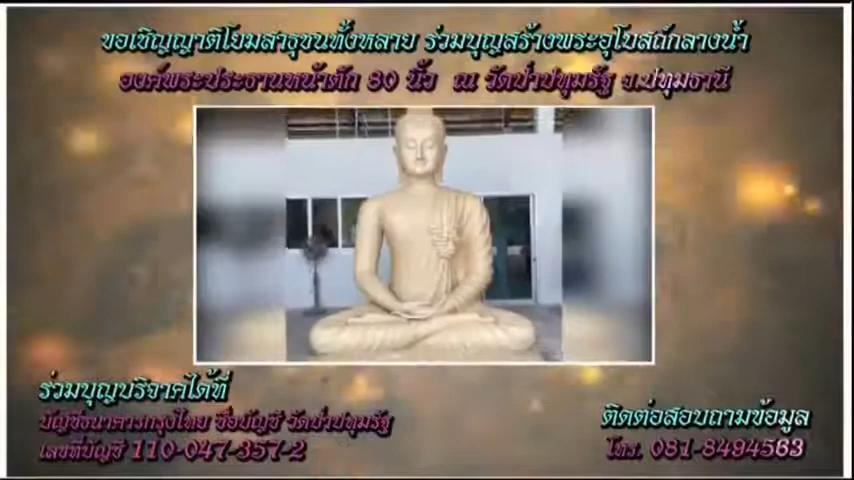 ขอเชิญญาติโยมสาธุชนทั้งหลาย ร่วมบุญสร้างพระอุโบสถ์กลางน้ำ
องค์พระประธานหน้าตัก 80 นิ้ว ณ วัดป่าปทุมรัฐ จ.ปทุมธานี
ร่วมบุญบริจาคได้ที่
บัญชีธนาคารกรุงไทย ชื่อบัญชี วัดป่าปทุมรัฐ
เลขที่บัญชี 110-047-357-2
ติดต่อสอบถามข้อมูล
โทร. 081-8494563